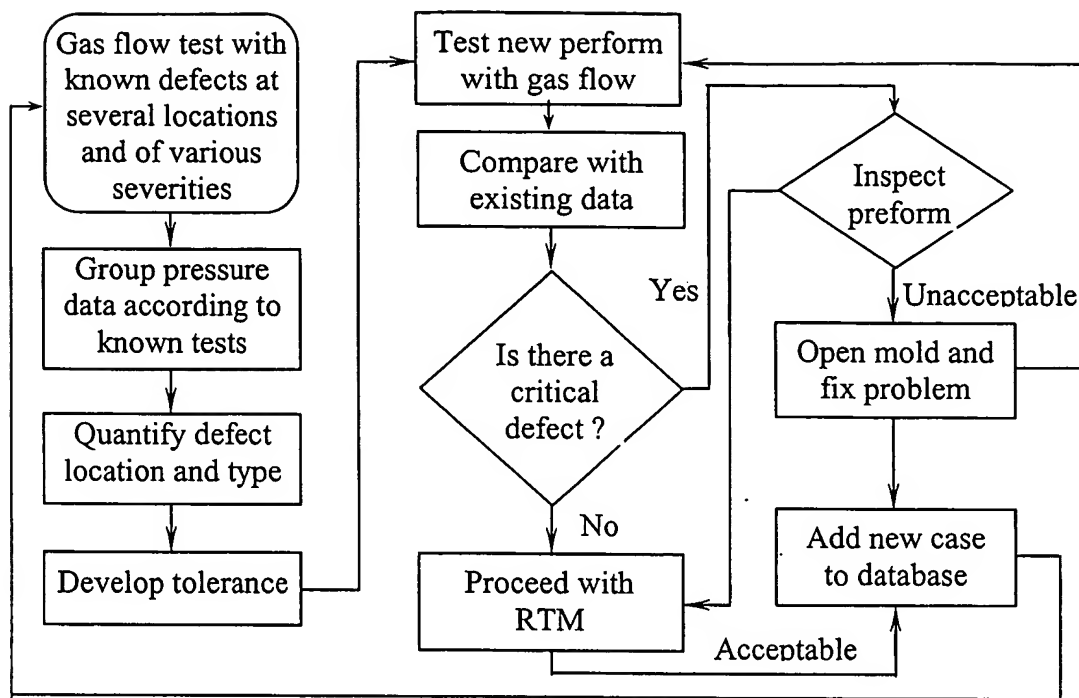 Gas flow test with
known defects at
several locations
and of various
severities
Group pressure
data according to
known tests
Quantify defect
location and type
Develop tolerance
Test new perform
with gas flow
Compare with
existing data
Is there a
critical
defect ?
Yes
No
Proceed with
RTM
Inspect
preform
Unacceptable
Open mold and
fix problem
Add new case
to database
Acceptable